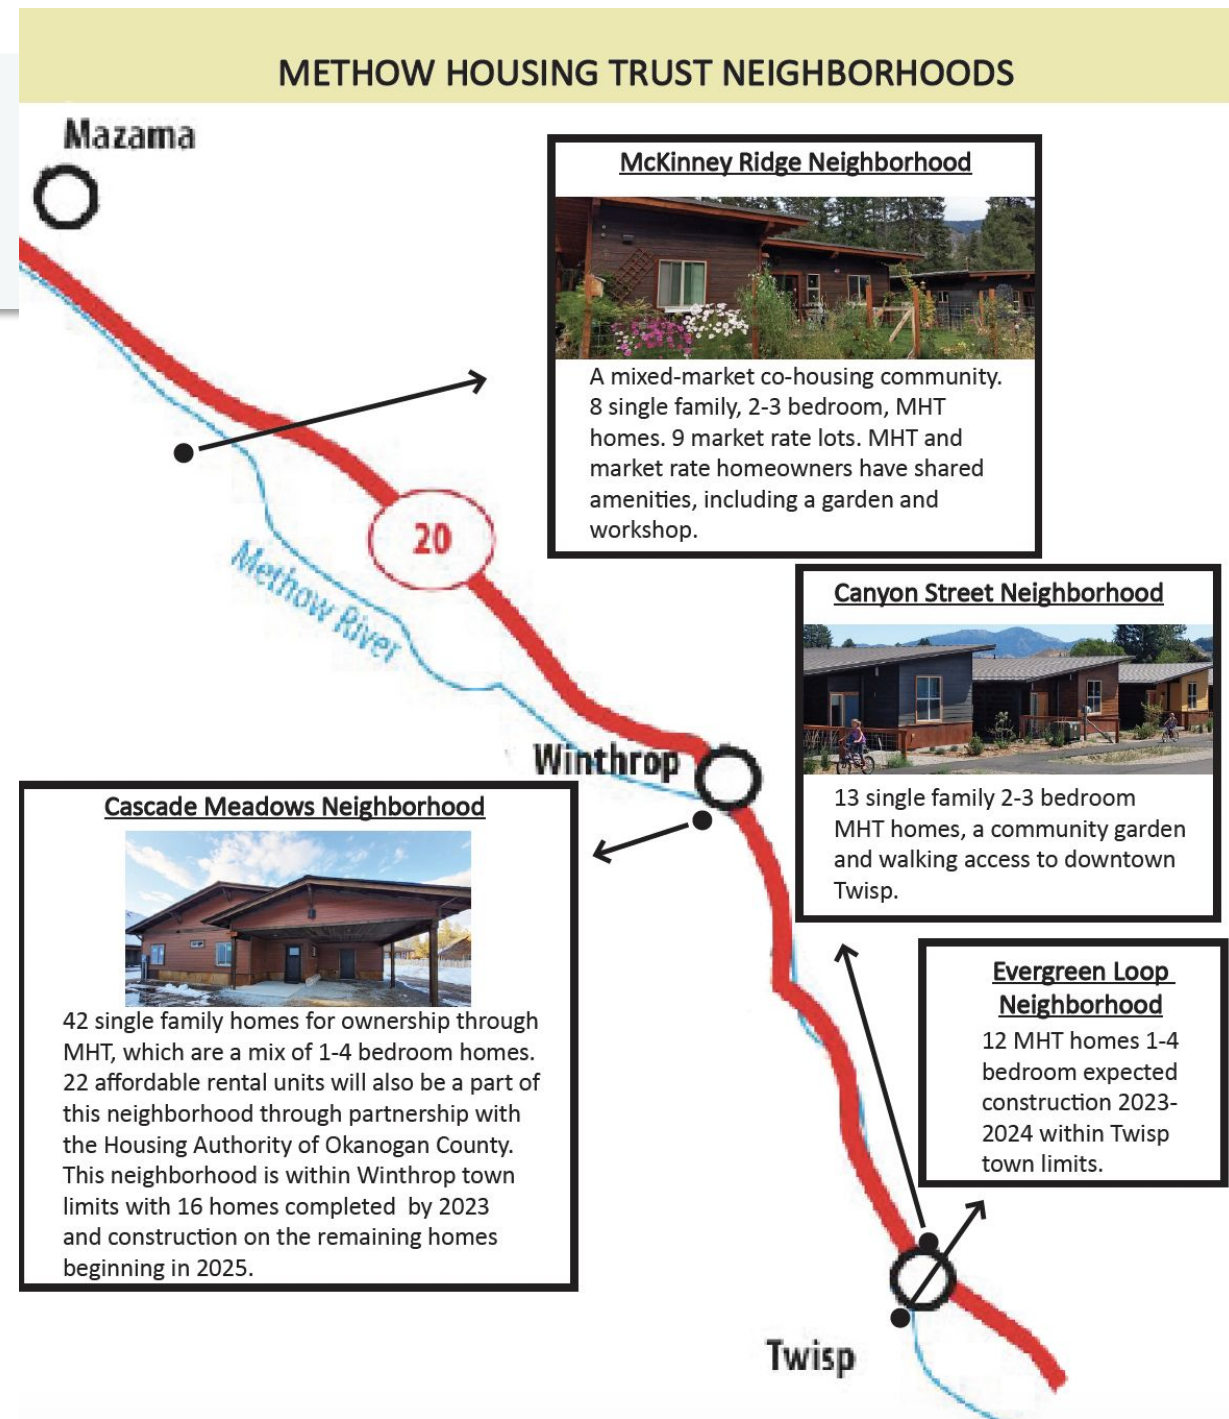 METHOW HOUSING TRUST NEIGHBORHOODS
Mazama
McKinney Ridge Neighborhood
A mixed-market co-housing community.
8 single family, 2-3 bedroom, MHT
homes. 9 market rate lots. MHT and
market rate homeowners have shared
amenities, including a garden and
workshop.
20
Methow River
Canyon Street Neighborhood
13 single family 2-3 bedroom
MHT homes, a community garden
and walking access to downtown
Twisp.
Winthrop
Cascade Meadows Neighborhood
42 single family homes for ownership through
MHT, which are a mix of 1-4 bedroom homes.
22 affordable rental units will also be a part of
this neighborhood through partnership with
the Housing Authority of Okanogan County.
This neighborhood is within Winthrop town
limits with 16 homes completed by 2023
and construction on the remaining homes
beginning in 2025.
Evergreen Loop
Neighborhood
12 MHT homes 1-4
bedroom expected
construction 2023-
2024 within Twisp
town limits.
Twisp